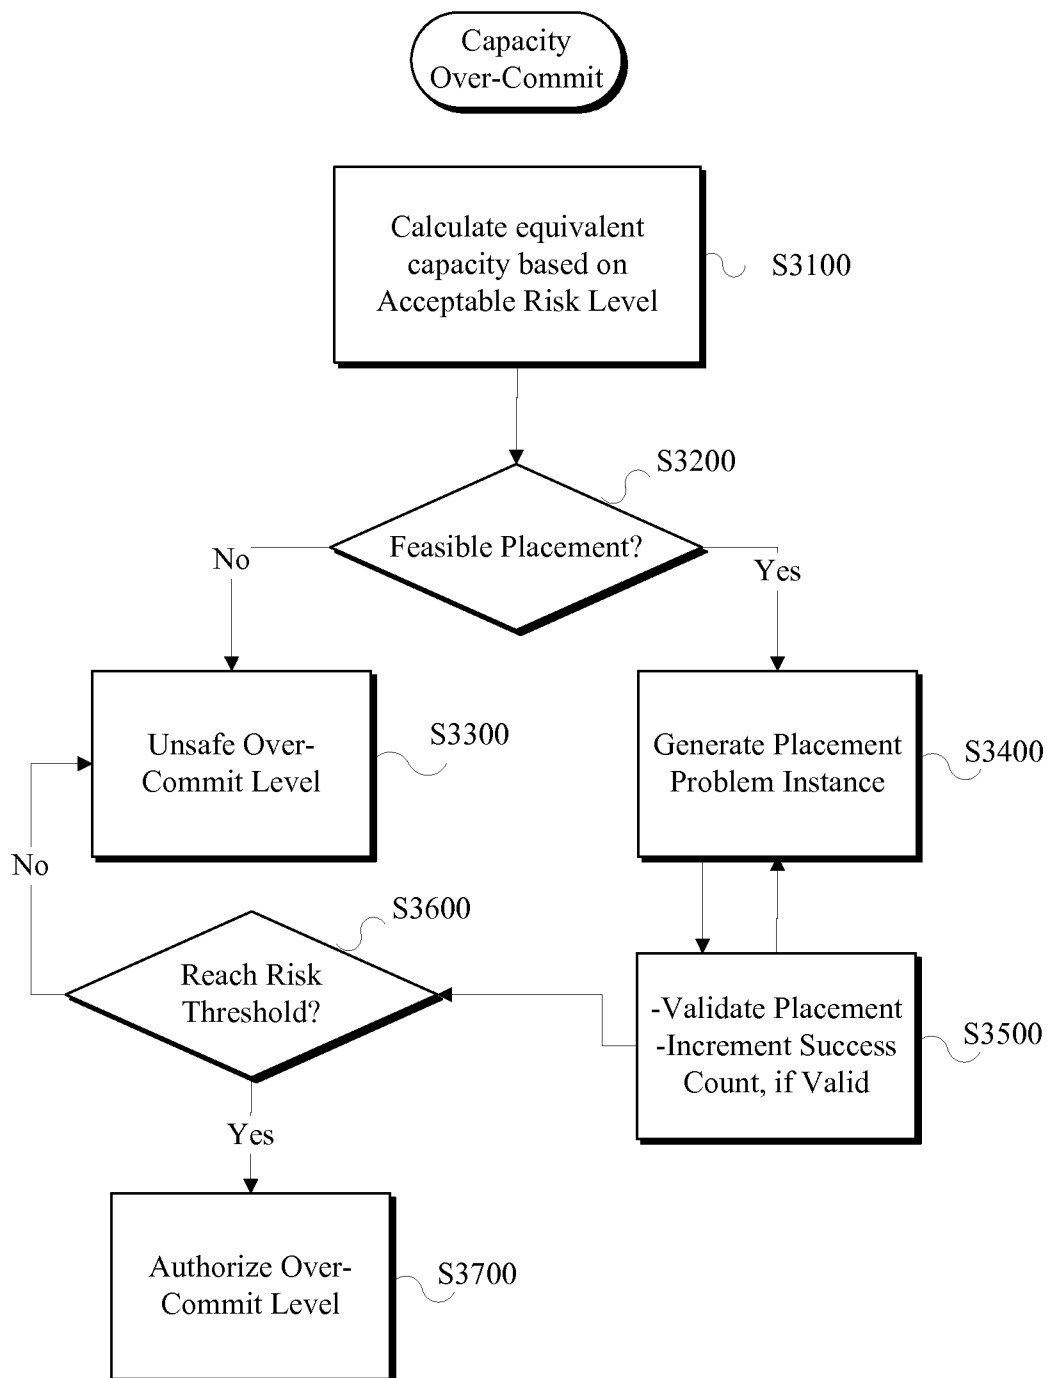 Capacity
Over-Commit
Calculate equivalent
capacity based on
Acceptable Risk Level
S3100
S3200
Feasible Placement?
No
Yes
Unsafe Over-
Commit Level
S3300
Generate Placement
Problem Instance
S3400
No
S3600
Reach Risk
Threshold?
-Validate Placement
-Increment Success
Count, if Valid
S3500
Yes
Authorize Over-
Commit Level
S3700